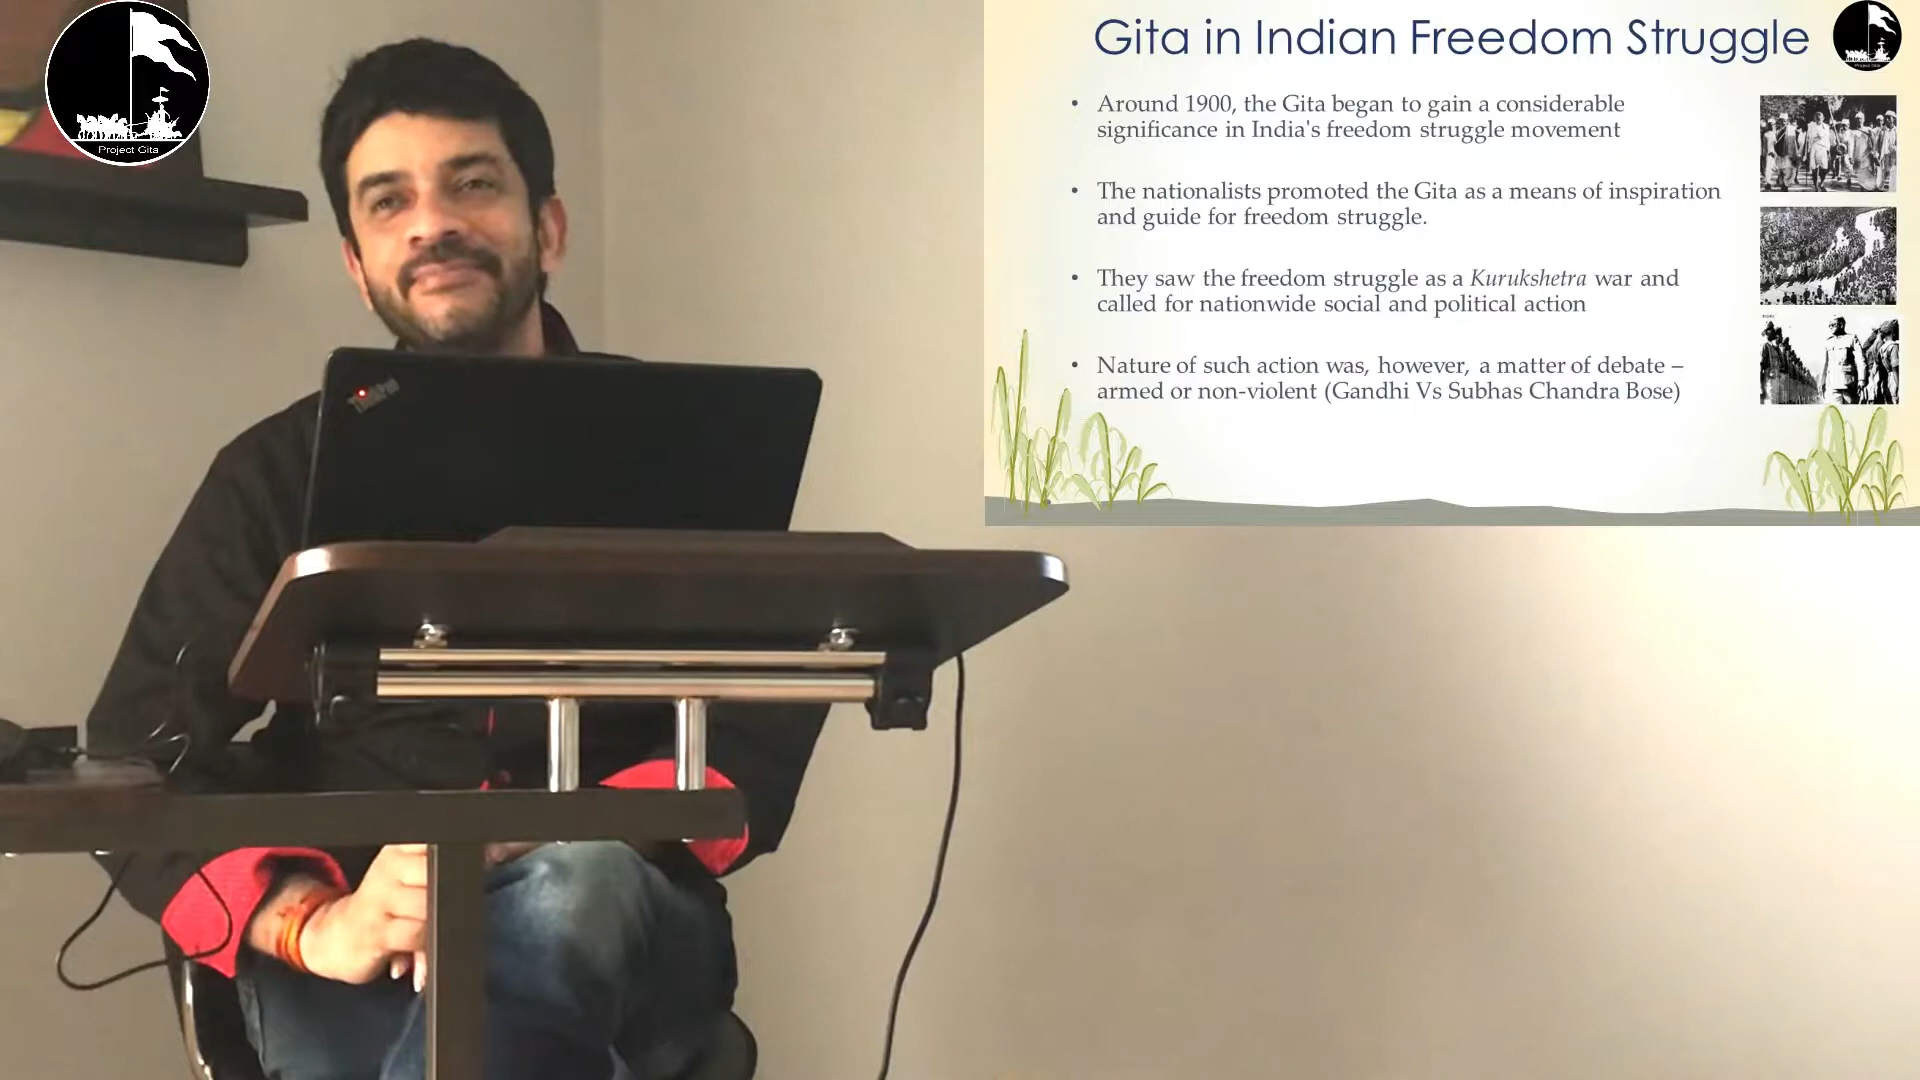 Project Gita
ThinkPad
Gita in Indian Freedom Struggle
Project Gita
• Around 1900, the Gita began to gain a considerable
significance in India's freedom struggle movement
• The nationalists promoted the Gita as a means of inspiration
and guide for freedom struggle.
• They saw the freedom struggle as a Kurukshetra war and
called for nationwide social and political action
• Nature of such action was, however, a matter of debate –
armed or non-violent (Gandhi Vs Subhas Chandra Bose)